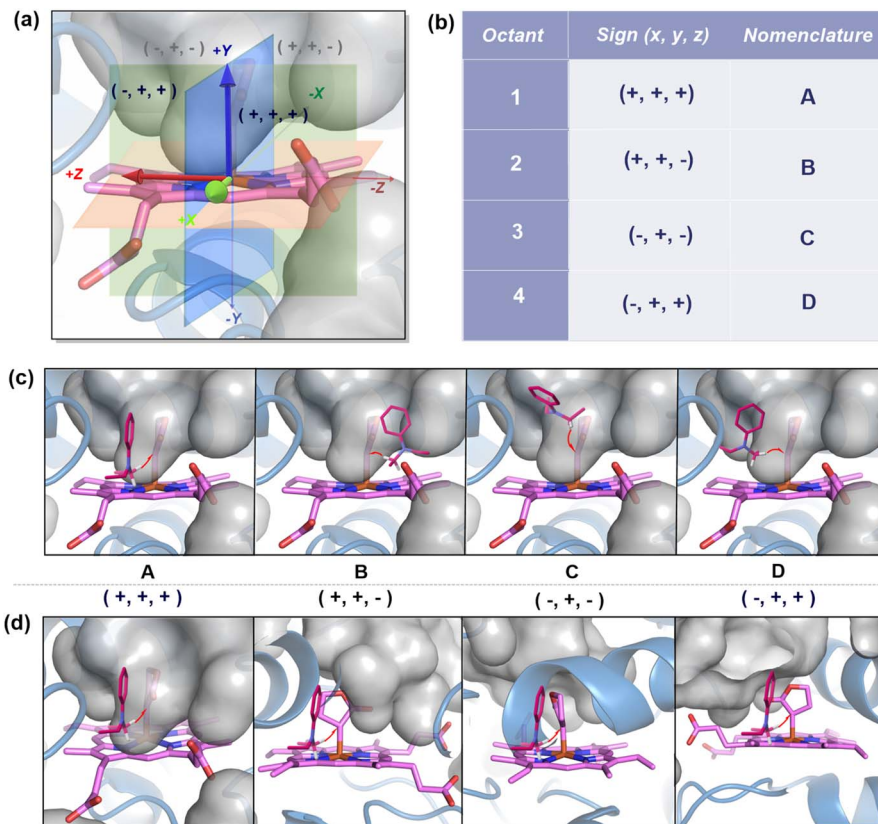 (a)
( -, +, - ) +Y ( +, +, - )
( -, +, + ) -X
( +, +, + )
+Z -Z
+X
-Y
(b)
Octant Sign (x, y, z) Nomenclature
1 (+, +, +) A
2 (+, +, -) B
3 (-, +, -) C
4 (-, +, +) D
(c)
A B C D
( +, +, + ) ( +, +, - ) ( -, +, - ) ( -, +, + )
(d)